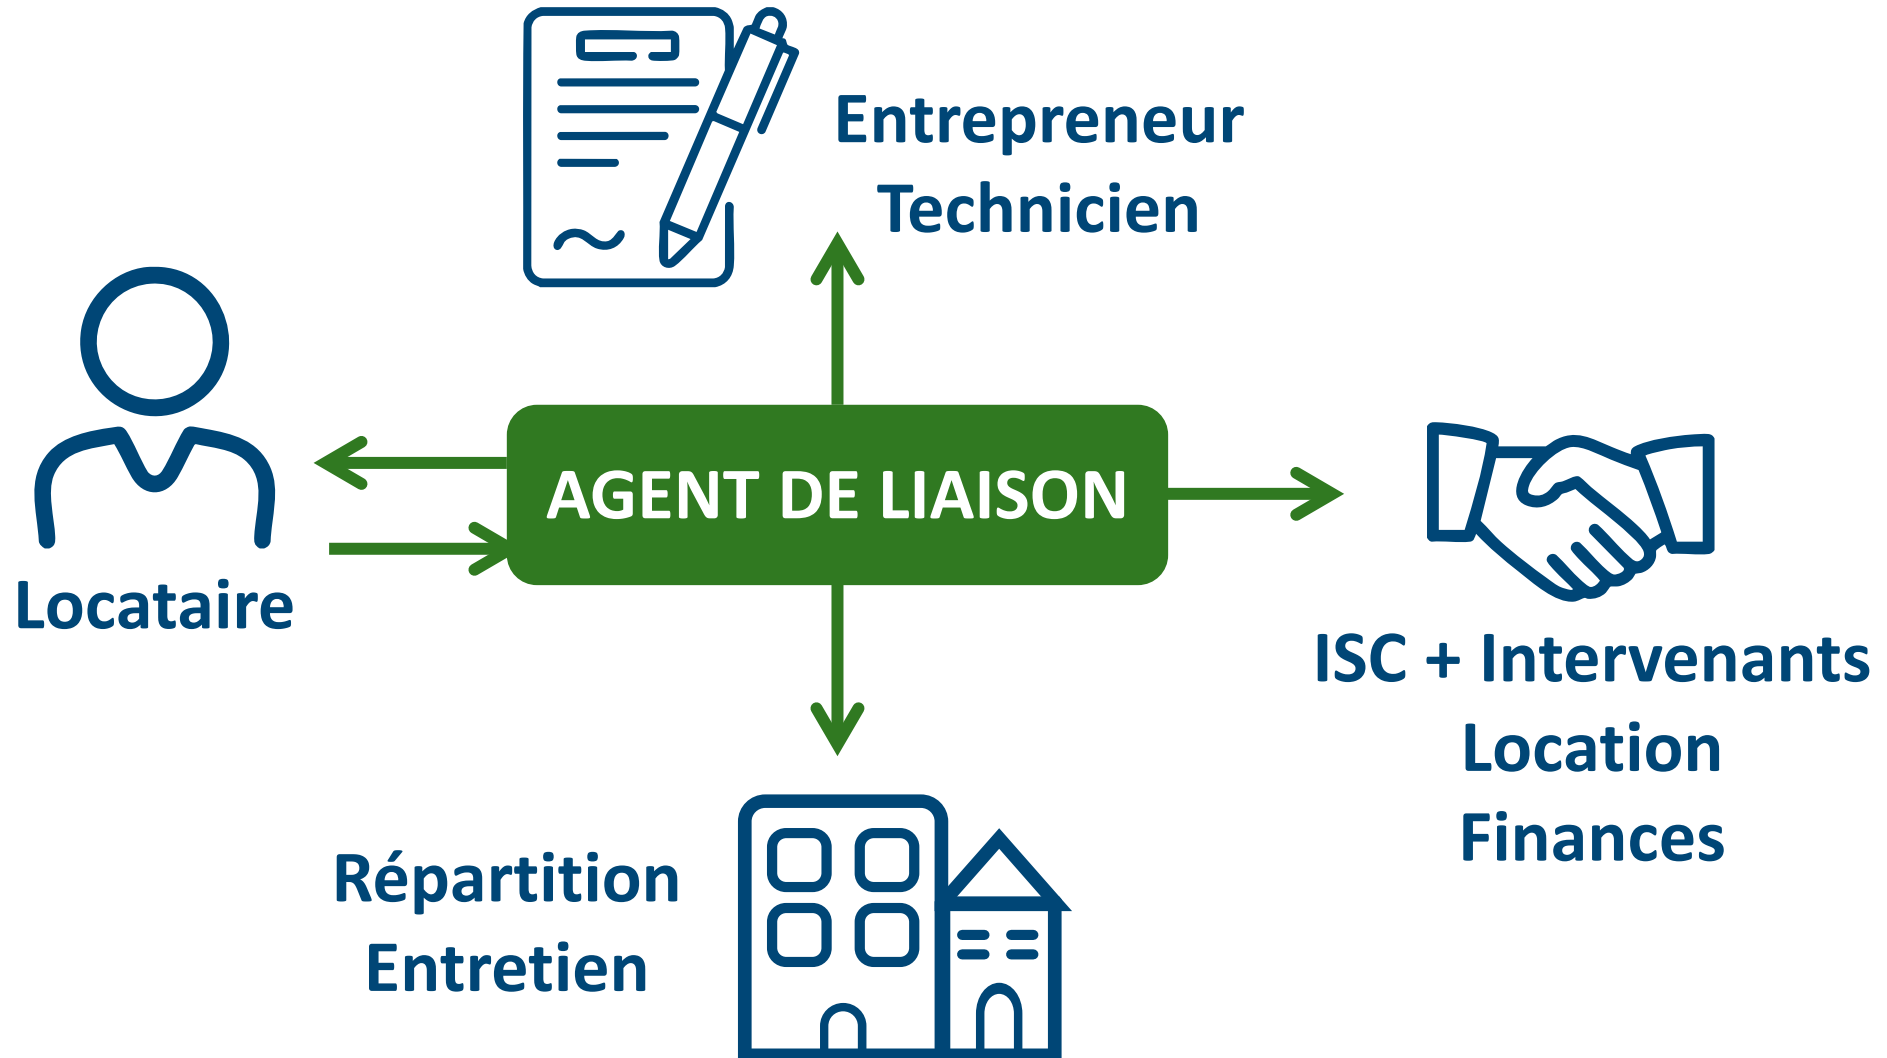 Entrepreneur
Technicien
AGENT DE LIAISON
Locataire
ISC + Intervenants
Location
Finances
Répartition
Entretien